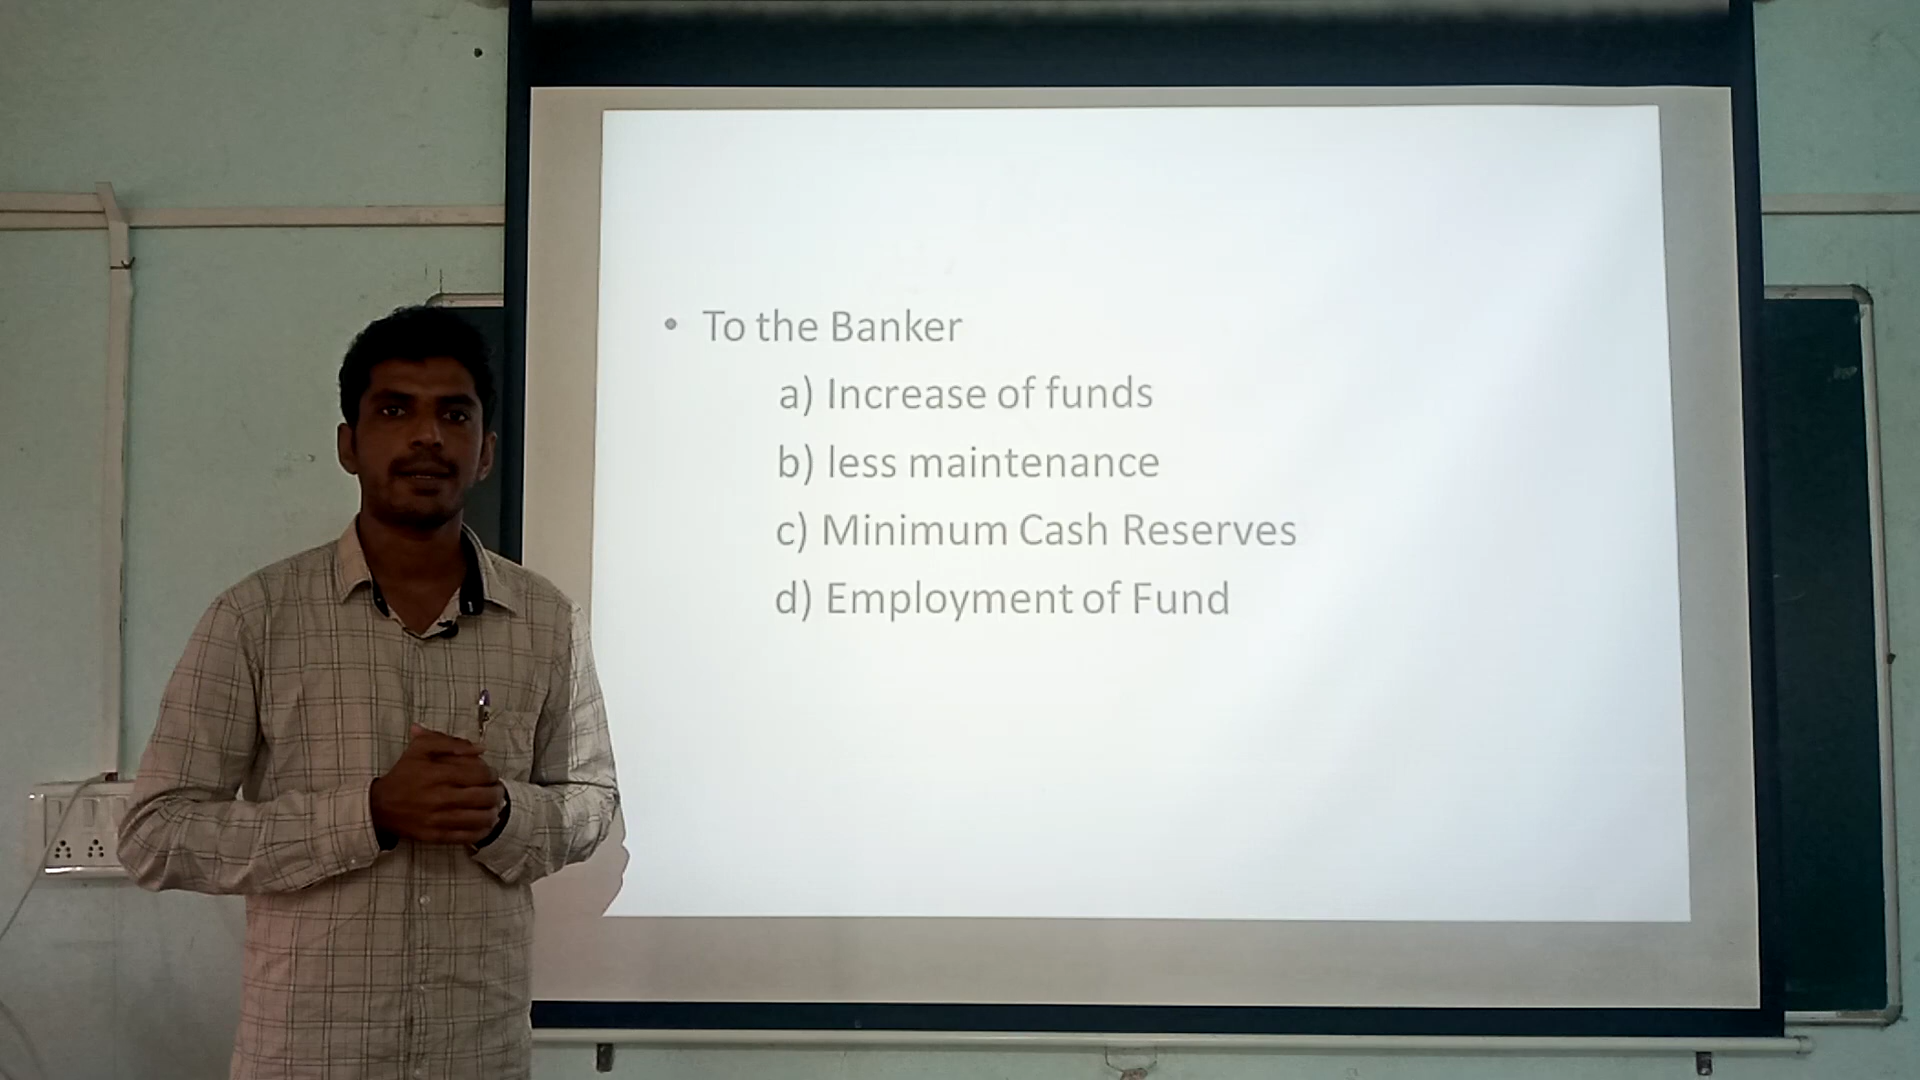 • To the Banker
a) Increase of funds
b) less maintenance
c) Minimum Cash Reserves
d) Employment of Fund